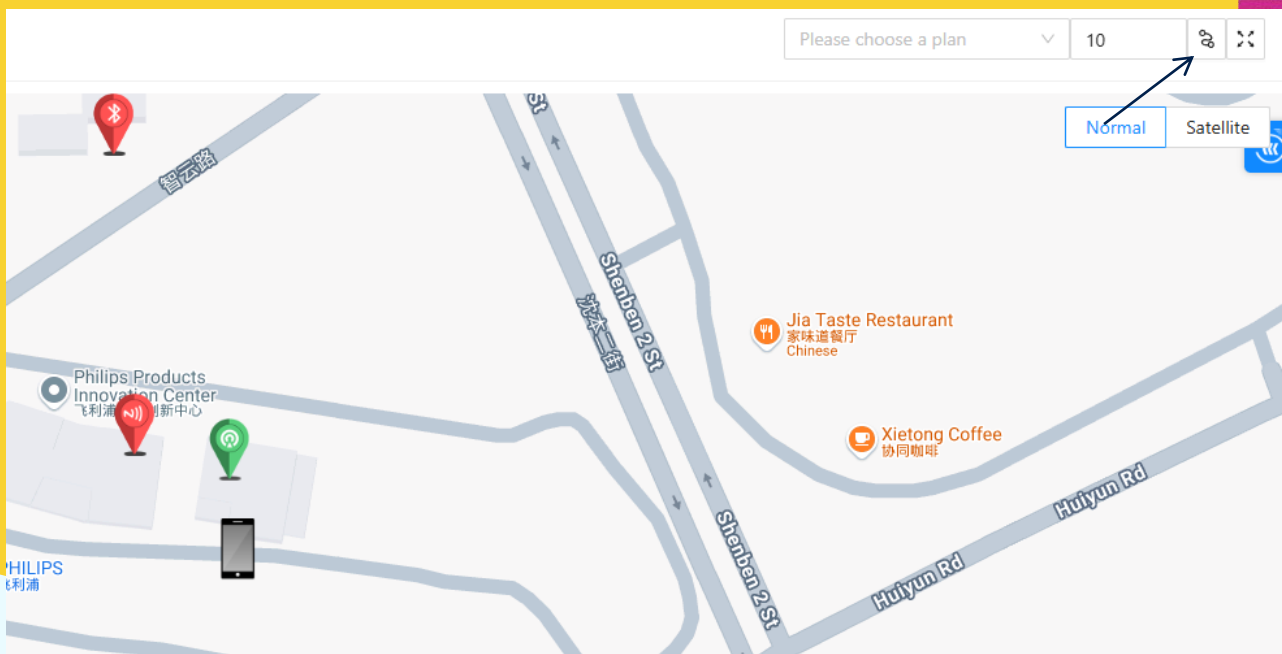 Please choose a plan
10
Normal
Satellite
St
智云路
Shenben 2 St
沈本二街
Jia Taste Restaurant
家味道餐厅
Chinese
Philips Products
Innovation Center
飞利浦
创新中心
Xietong Coffee
协同咖啡
Huiyun Rd
Shenben 2 St
Huiyun Rd
PHILIPS
飞利浦